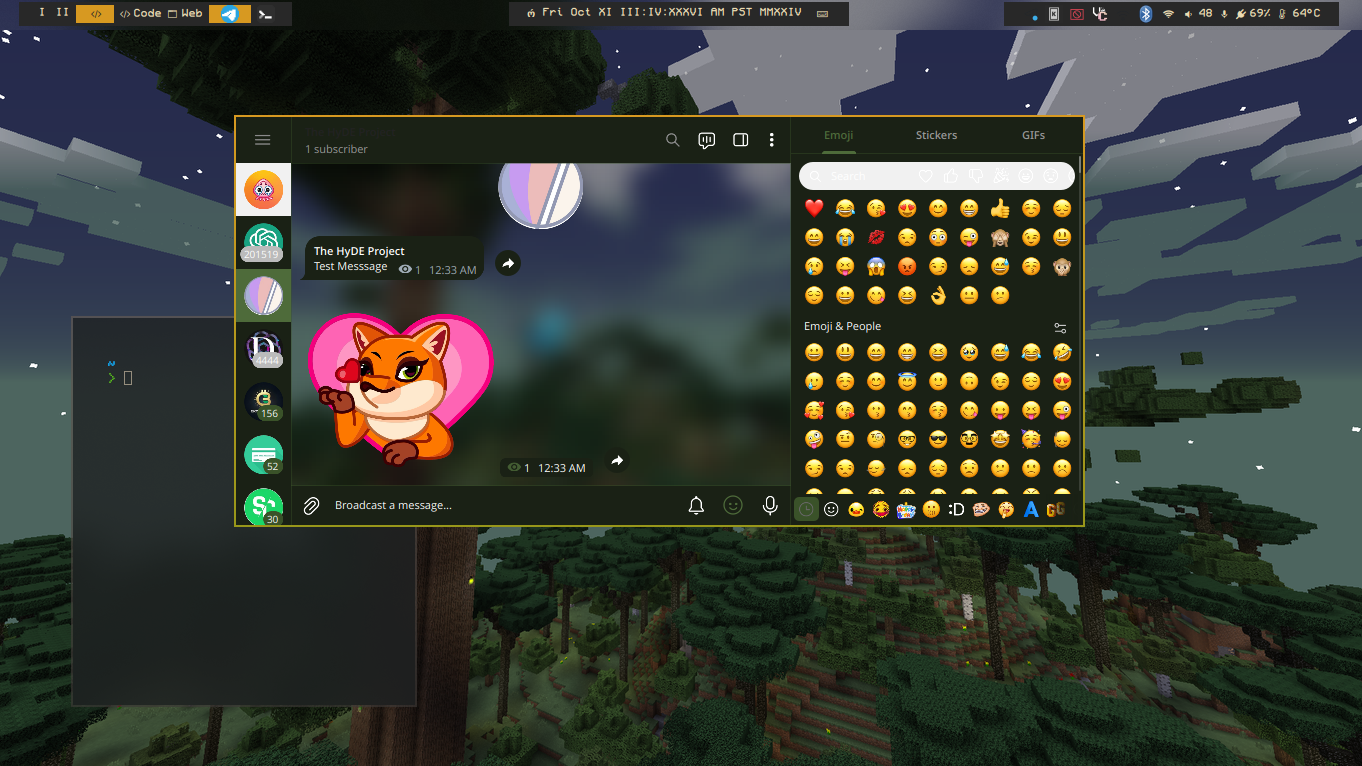 I II </> </> Code Web
Fri Oct XI III:IV:XXXVI AM PST MMXXIV
48 69% 64°C
1 subscriber
Emoji Stickers GIFs
Search
The HyDE Project
Test Messsage 1 12:33 AM
201519
4444
156
52
30
1 12:33 AM
Emoji & People
Broadcast a message...
:D
~
>